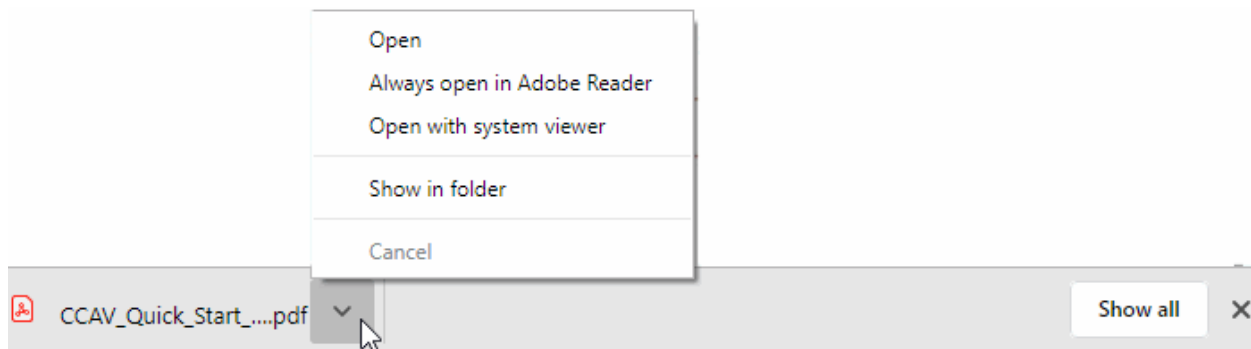 Open
Always open in Adobe Reader
Open with system viewer
Show in folder
Cancel
CCAV_Quick_Start_....pdf
Show all